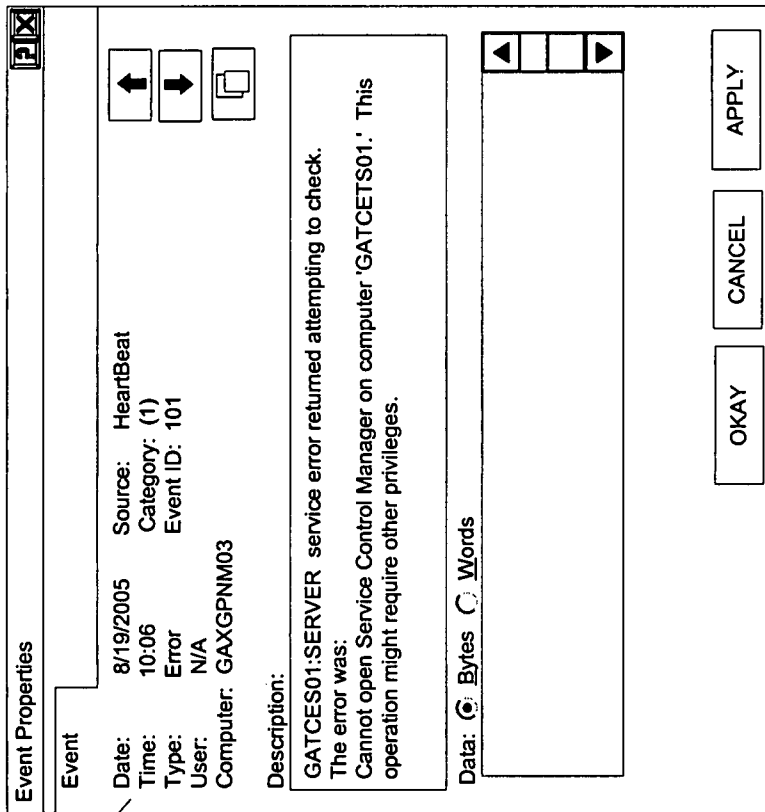 Event Properties
? X
Event
Date: 8/19/2005 Source: HeartBeat
Time: 10:06 Category: (1)
Type: Error Event ID: 101
User: N/A
Computer: GAXGPNM03
Description:
GATCES01:SERVER service error returned attempting to check.
The error was:
Cannot open Service Control Manager on computer 'GATCETS01.' This
operation might require other privileges.
Data: Bytes Words
OKAY CANCEL APPLY